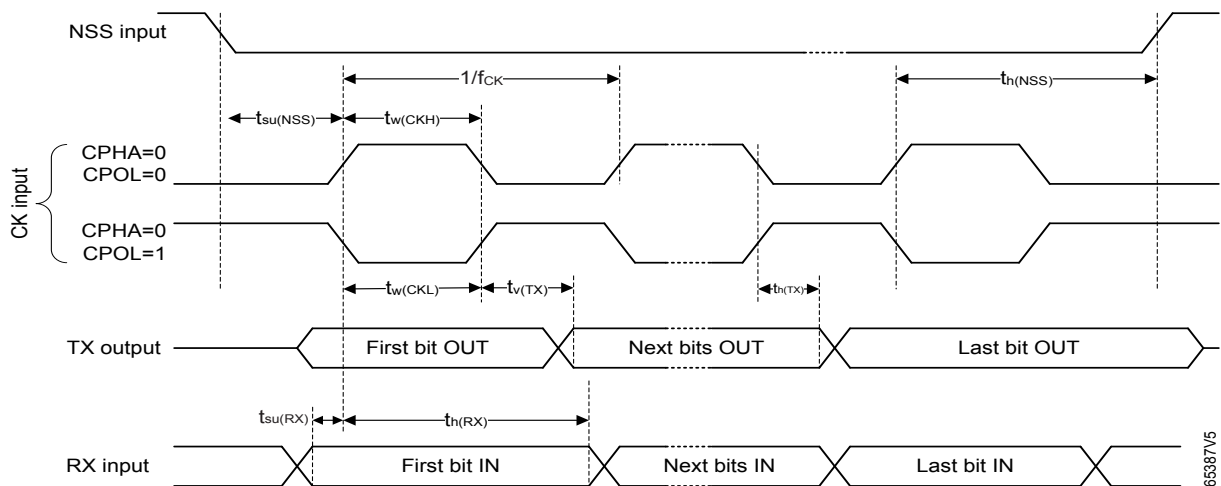 NSS input
1/fCK
th(NSS)
tsu(NSS)
tw(CKH)
CK input
CPHA=0
CPOL=0
CPHA=0
CPOL=1
tw(CKL)
tv(TX)
th(TX)
TX output
First bit OUT
Next bits OUT
Last bit OUT
tsu(RX)
th(RX)
RX input
First bit IN
Next bits IN
Last bit IN
65387V5